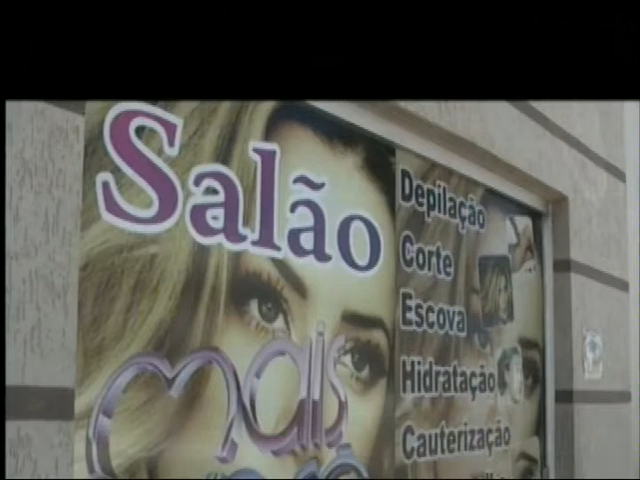 Salão
mais
Depilação
Corte
Escova
Hidratação
Cauterização